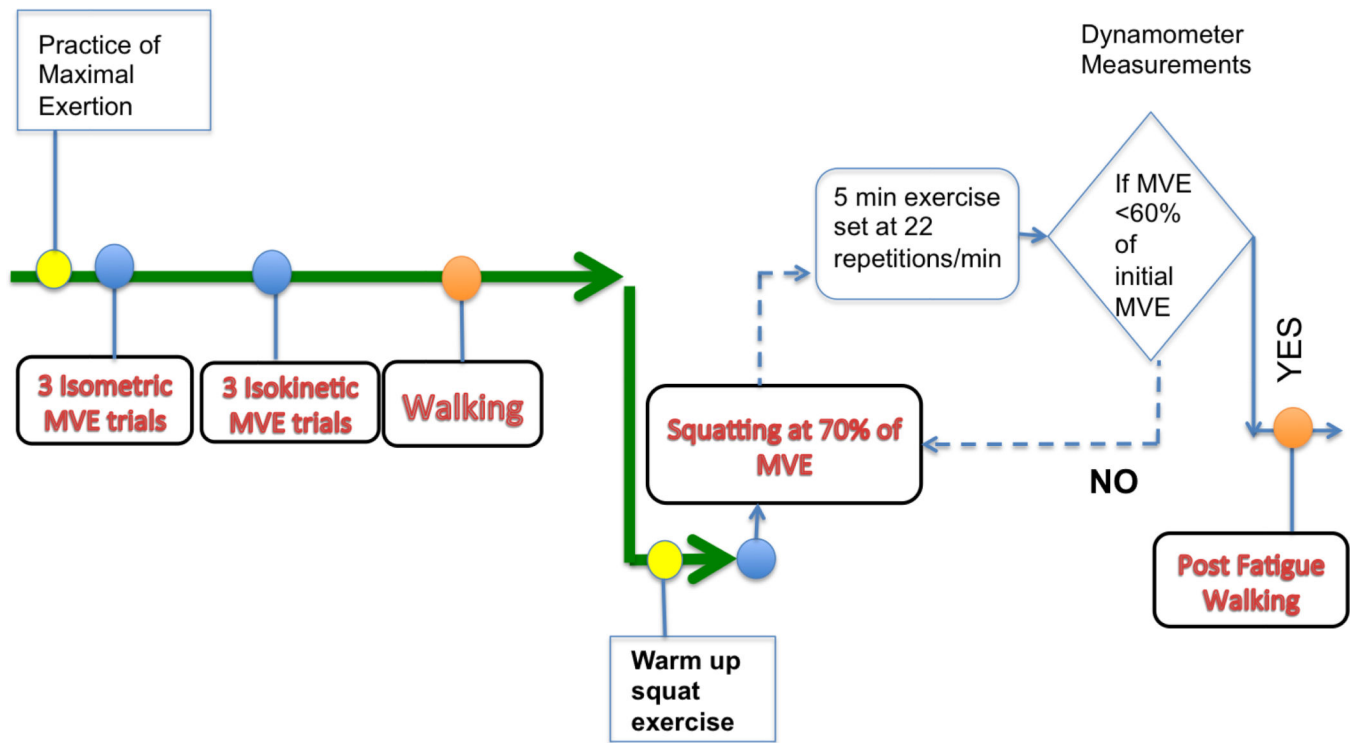 Practice of
Maximal
Exertion
3 Isometric
MVE trials
3 Isokinetic
MVE trials
Walking
Warm up
squat
exercise
Squatting at 70% of
MVE
5 min exercise
set at 22
repetitions/min
Dynamometer
Measurements
If MVE
<60%
of
initial
MVE
NO
YES
Post Fatigue
Walking